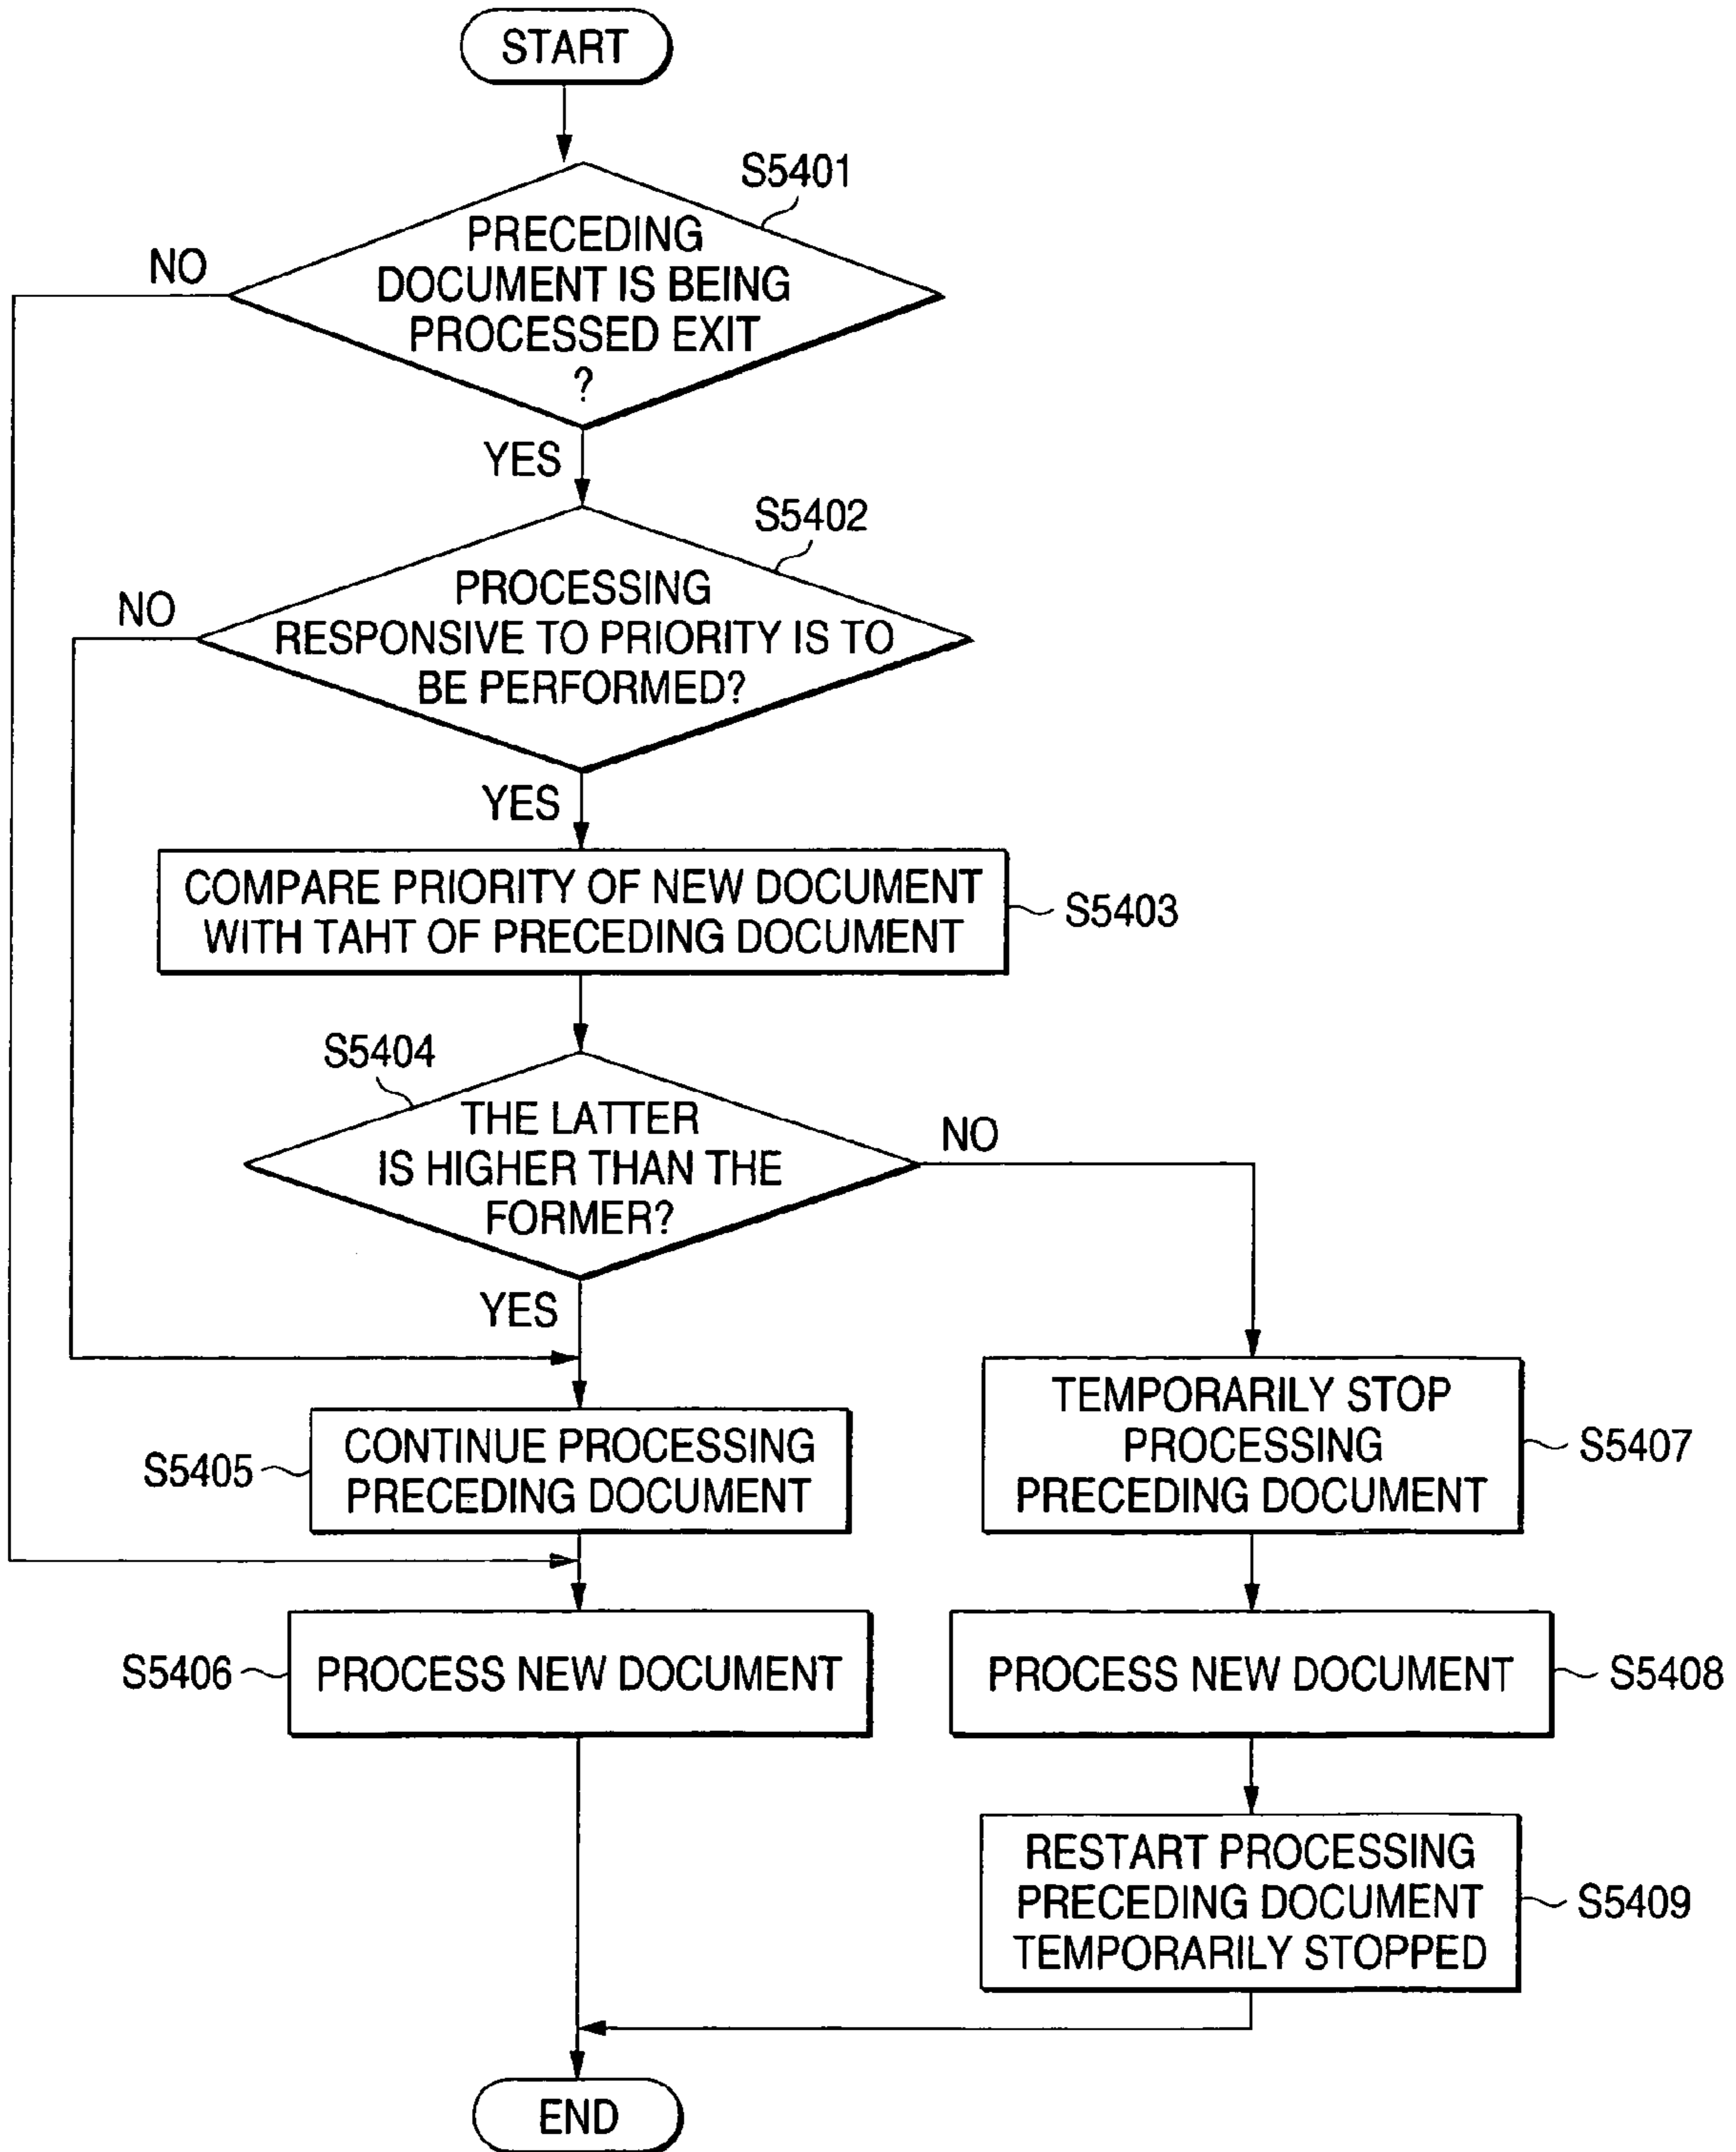 START
S5401
PRECEDING
DOCUMENT IS BEING
PROCESSED EXIT
?
NO
YES
S5402
PROCESSING
RESPONSIVE TO PRIORITY IS TO
BE PERFORMED?
NO
YES
COMPARE PRIORITY OF NEW DOCUMENT
WITH TAHT OF PRECEDING DOCUMENT
S5403
S5404
THE LATTER
IS HIGHER THAN THE
FORMER?
NO
YES
S5405
CONTINUE PROCESSING
PRECEDING DOCUMENT
TEMPORARILY STOP
PROCESSING
PRECEDING DOCUMENT
S5407
S5406
PROCESS NEW DOCUMENT
PROCESS NEW DOCUMENT
S5408
RESTART PROCESSING
PRECEDING DOCUMENT
TEMPORARILY STOPPED
S5409
END